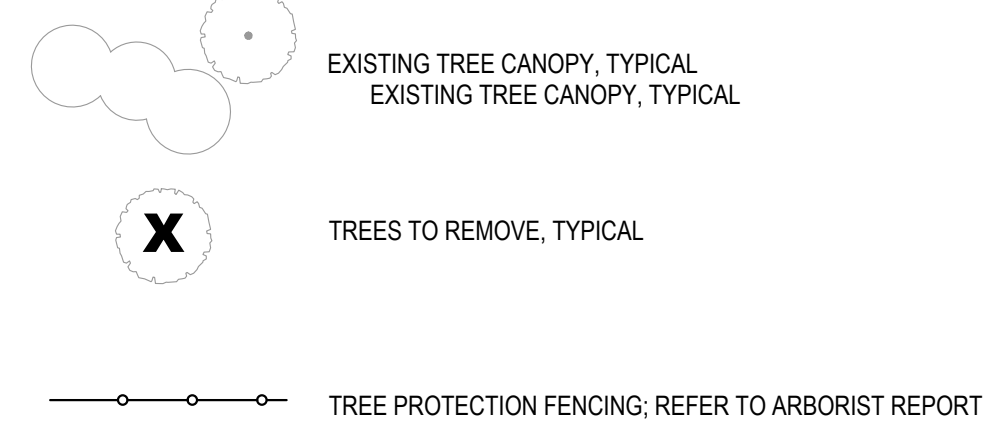 EXISTING TREE CANOPY, TYPICAL
EXISTING TREE CANOPY, TYPICAL
X
TREES TO REMOVE, TYPICAL
TREE PROTECTION FENCING; REFER TO ARBORIST REPORT